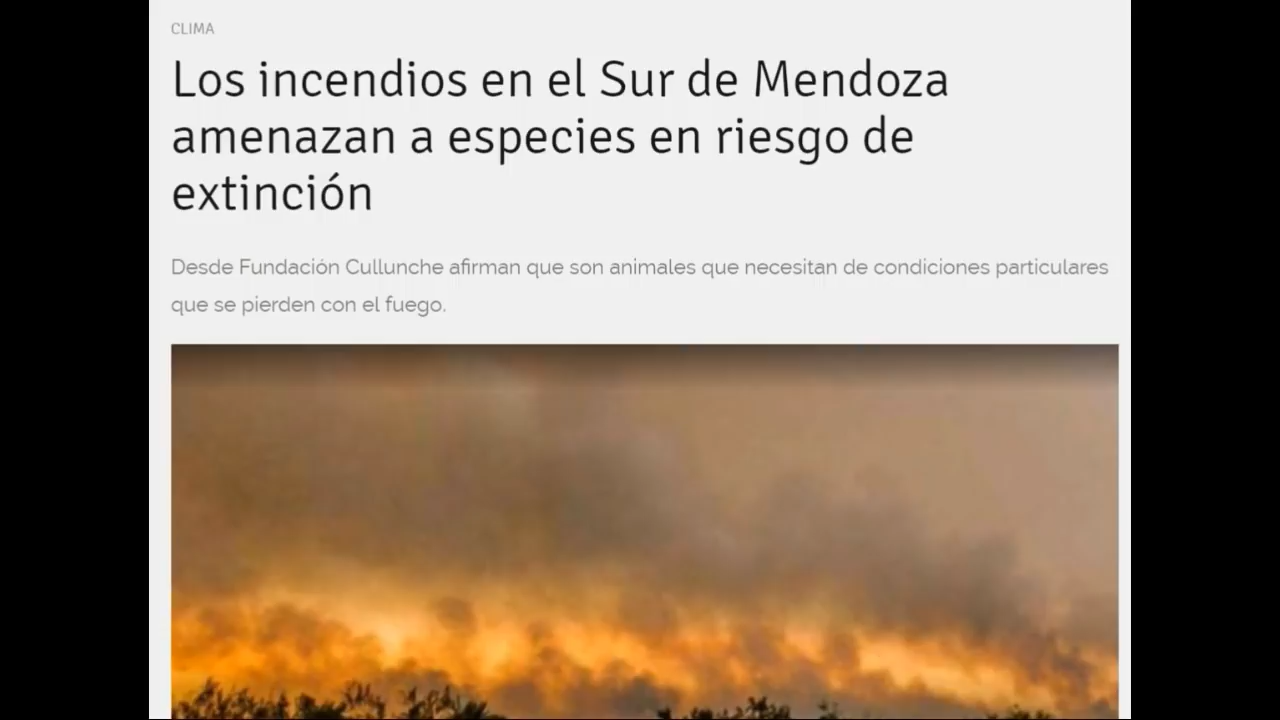 CLIMA
Los incendios en el Sur de Mendoza
amenazan a especies en riesgo de
extinción
Desde Fundación Cullunche afirman que son animales que necesitan de condiciones particulares
que se pierden con el fuego.